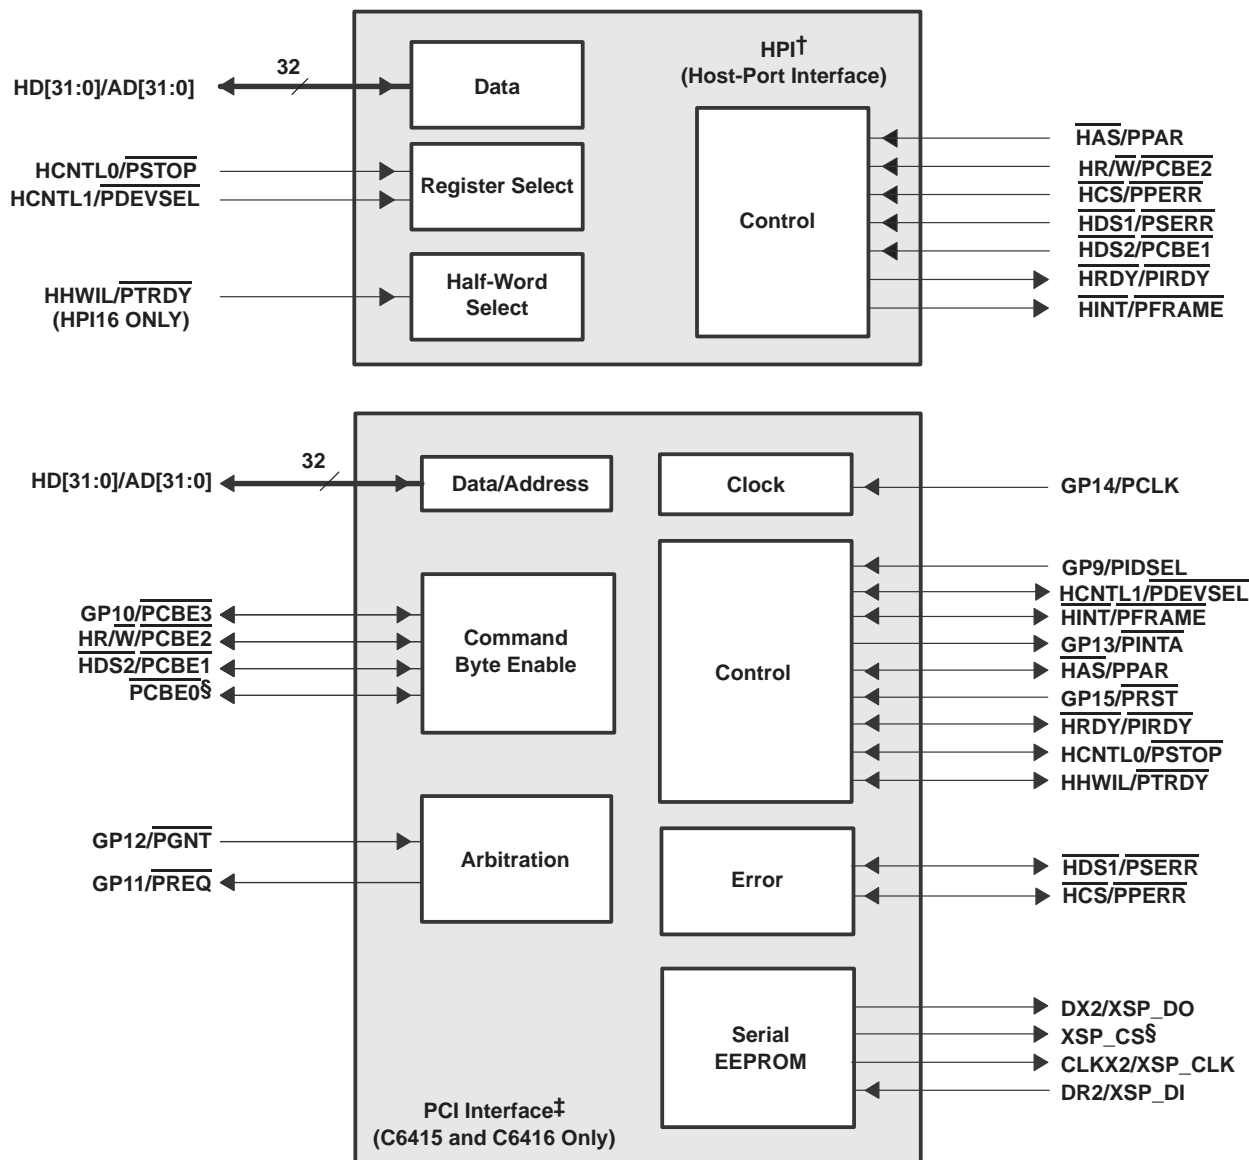 HPI†
(Host-Port Interface)
32
HD[31:0]/AD[31:0]
Data
HCNTL0/PSTOP
HCNTL1/PDEVSEL
Register Select
HHWIL/PTRDY
(HPI16 ONLY)
Half-Word
Select
Control
HAS/PPAR
HR/W/PCBE2
HCS/PPERR
HDS1/PSERR
HDS2/PCBE1
HRDY/PIRDY
HINT/PFRAME
32
HD[31:0]/AD[31:0]
Data/Address
Clock
GP14/PCLK
GP10/PCBE3
HR/W/PCBE2
HDS2/PCBE1
PCBE0§
Command
Byte Enable
Control
GP9/PIDSEL
HCNTL1/PDEVSEL
HINT/PFRAME
GP13/PINTA
HAS/PPAR
GP15/PRST
HRDY/PIRDY
HCNTL0/PSTOP
HHWIL/PTRDY
GP12/PGNT
GP11/PREQ
Arbitration
Error
HDS1/PSERR
HCS/PPERR
Serial
EEPROM
DX2/XSP_DO
XSP_CS§
CLKX2/XSP_CLK
DR2/XSP_DI
PCI Interface‡
(C6415 and C6416 Only)